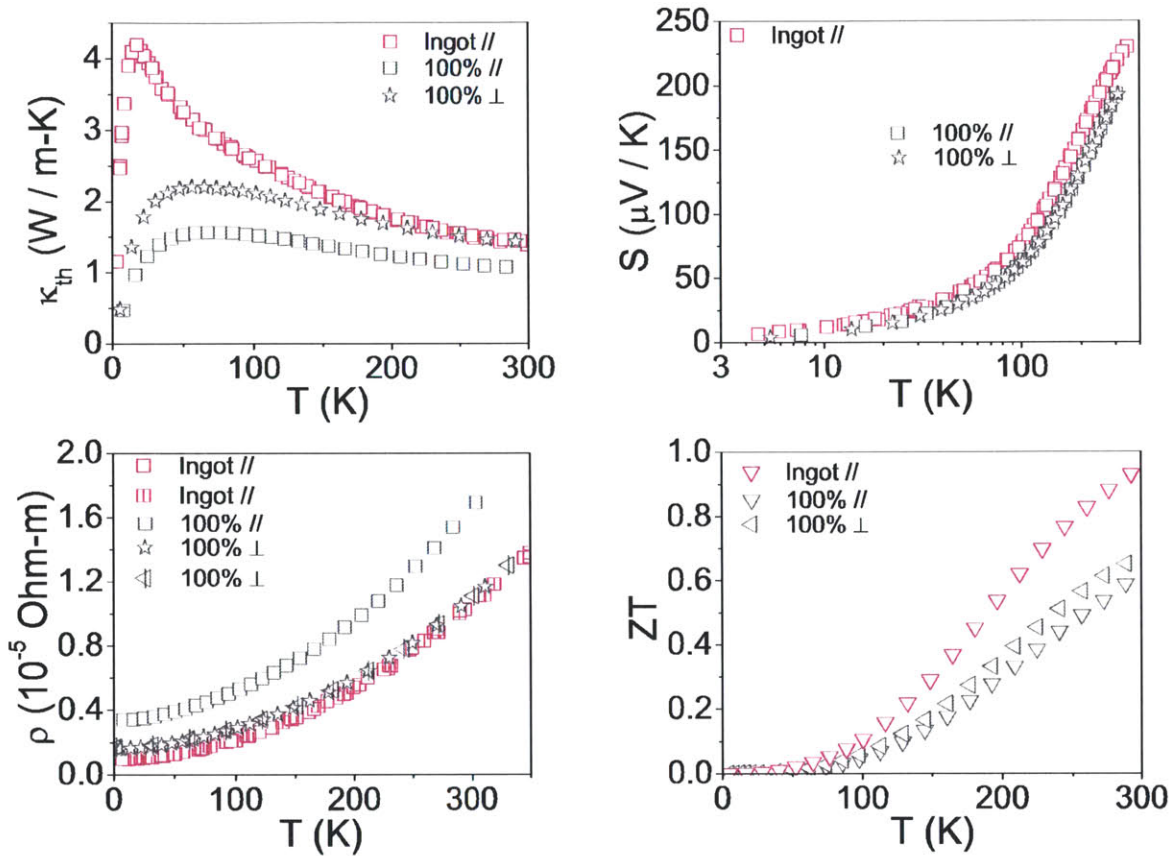 κth (W / m-K)
4
3
2
1
0
Ingot //
100% //
100% ⊥
0 100 200 300
T (K)
S (μV / K)
250
200
150
100
50
0
Ingot //
100% //
100% ⊥
3 10 100
T (K)
ρ (10⁻⁵ Ohm-m)
2.0
1.6
1.2
0.8
0.4
0.0
Ingot //
Ingot //
100% //
100% ⊥
100% ⊥
0 100 200 300
T (K)
ZT
1.0
0.8
0.6
0.4
0.2
0.0
Ingot //
100% //
100% ⊥
0 100 200 300
T (K)